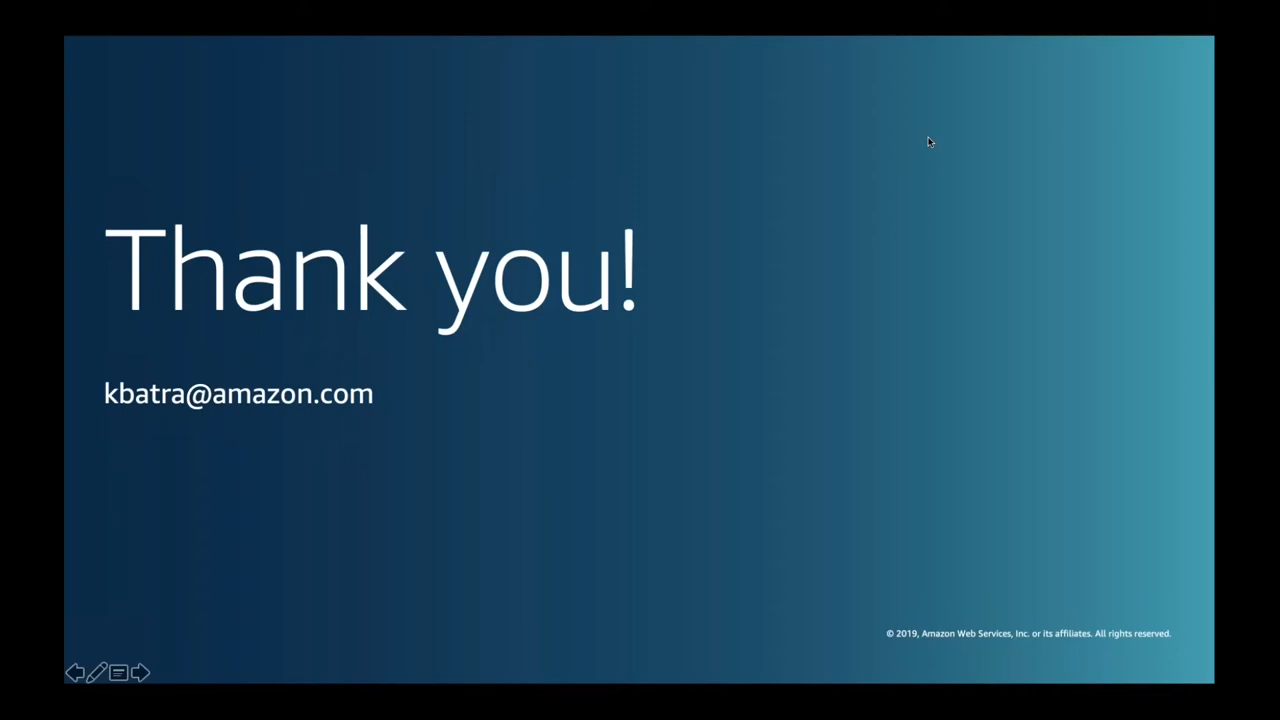 Thank you!
kbatra@amazon.com
© 2019, Amazon Web Services, Inc. or its affiliates. All rights reserved.